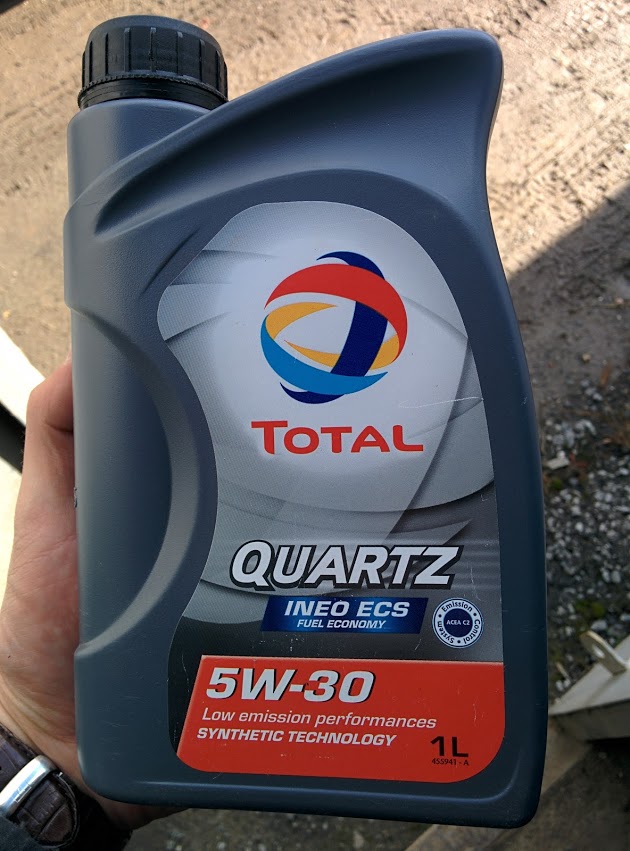 TOTAL
QUARTZ
INEO ECS
FUEL ECONOMY
Emission Control System
ACEA C2
5W-30
Low emission performances
SYNTHETIC TECHNOLOGY
1L
455941 - A